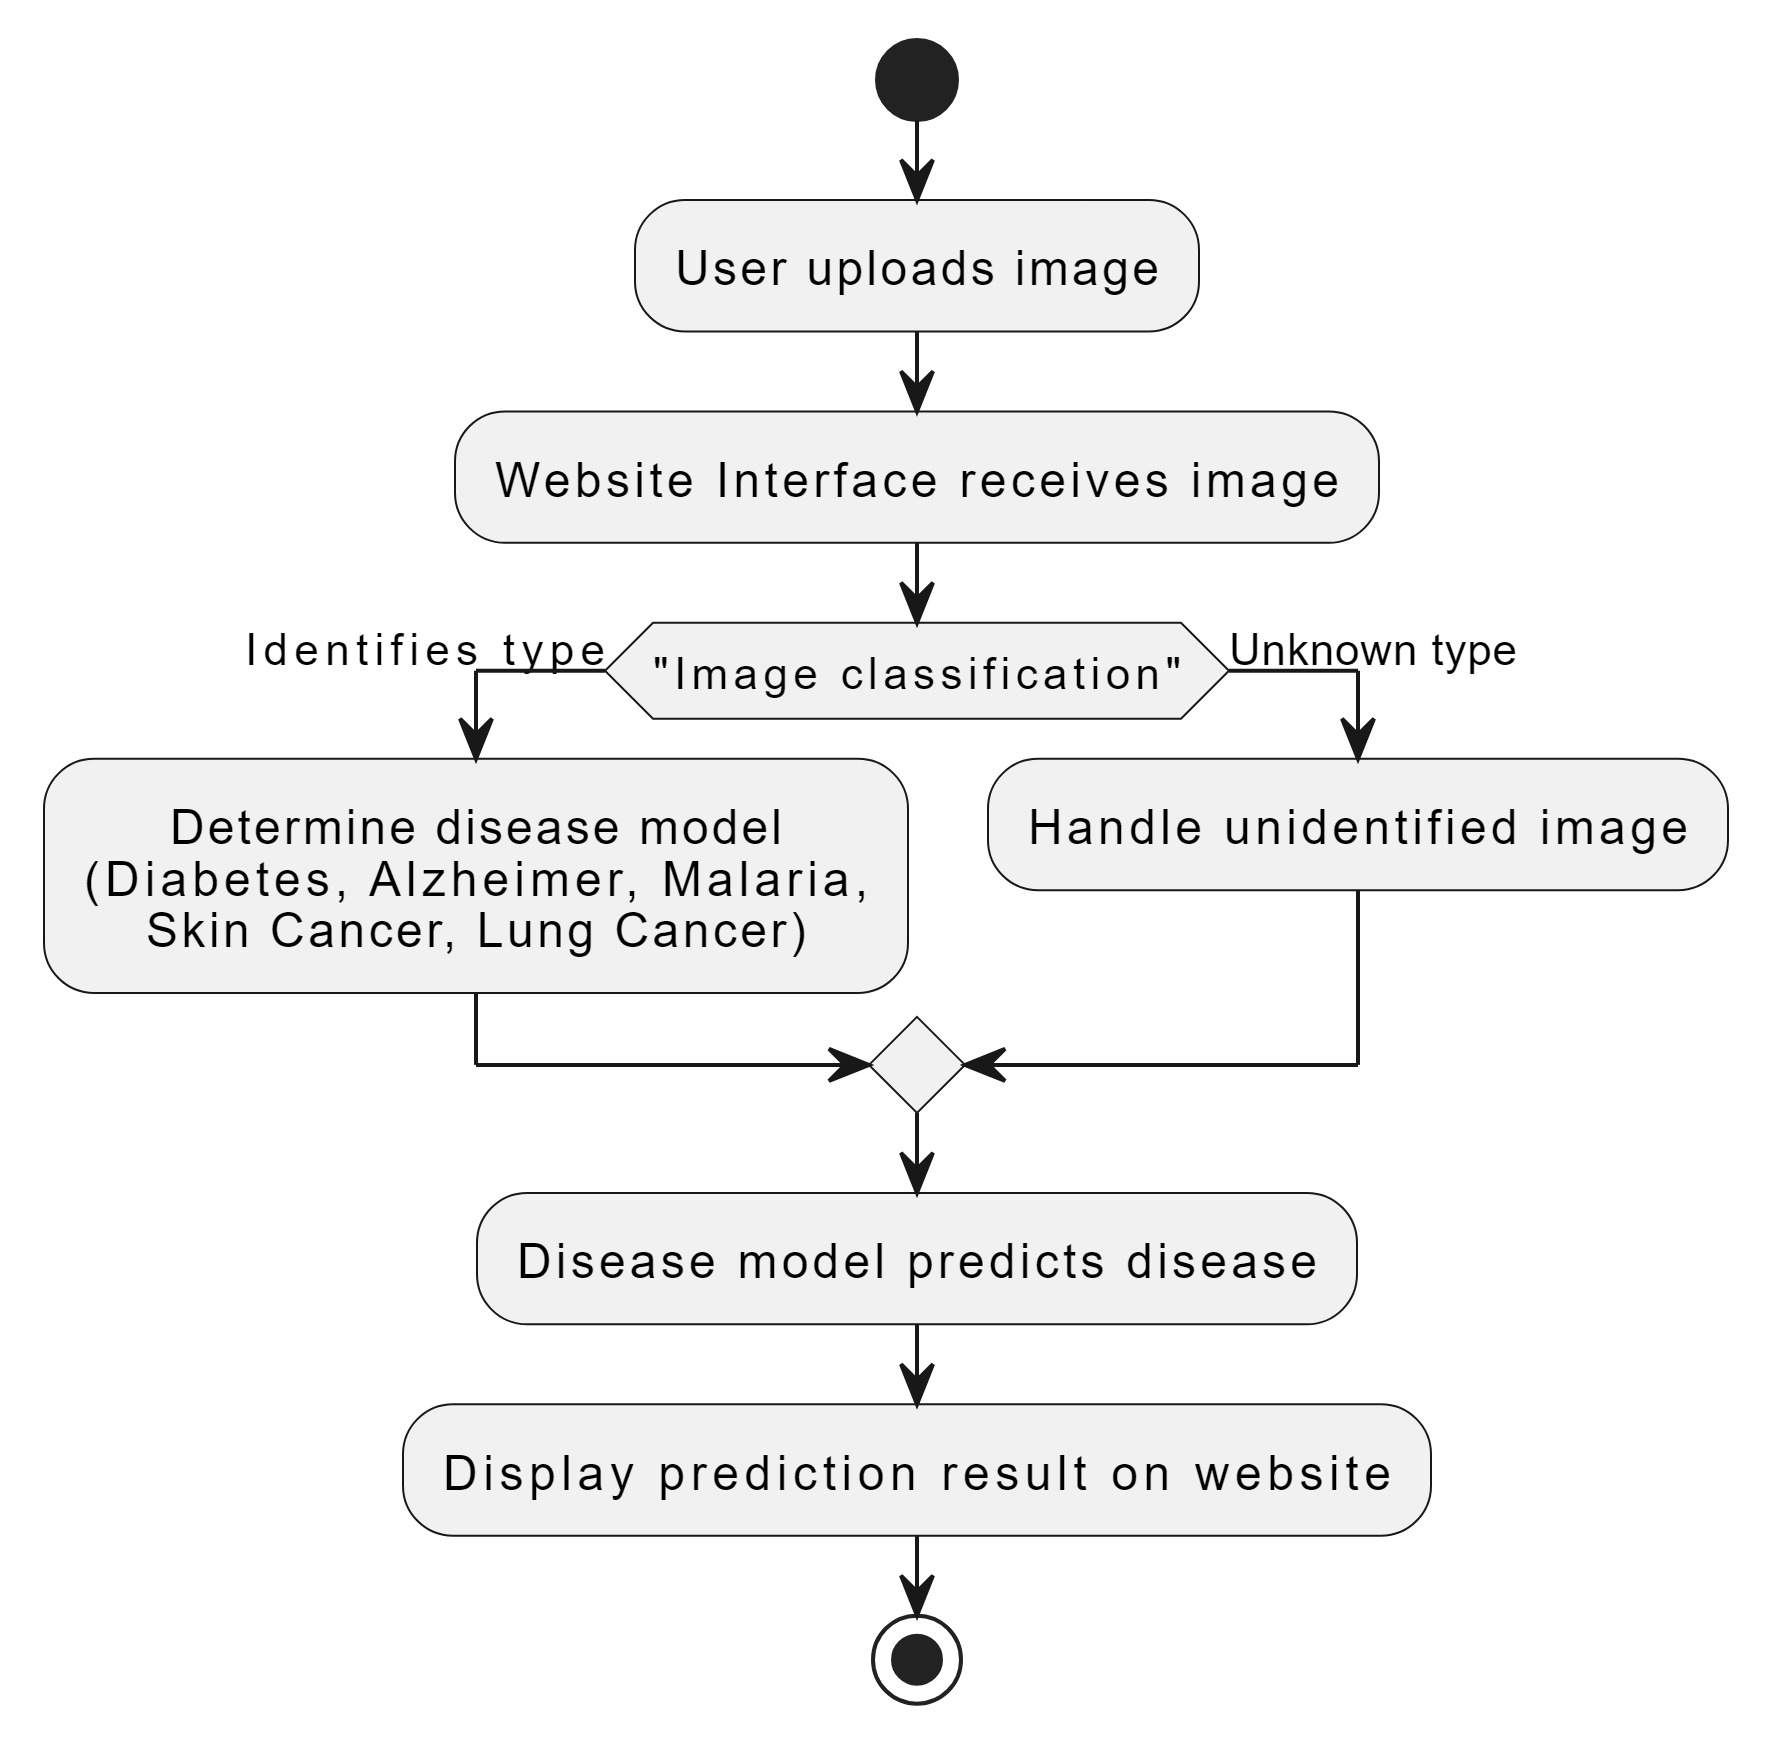 User uploads image
Website Interface receives image
Identifies type
"Image classification"
Unknown type
Determine disease model
(Diabetes, Alzheimer, Malaria,
Skin Cancer, Lung Cancer)
Handle unidentified image
Disease model predicts disease
Display prediction result on website